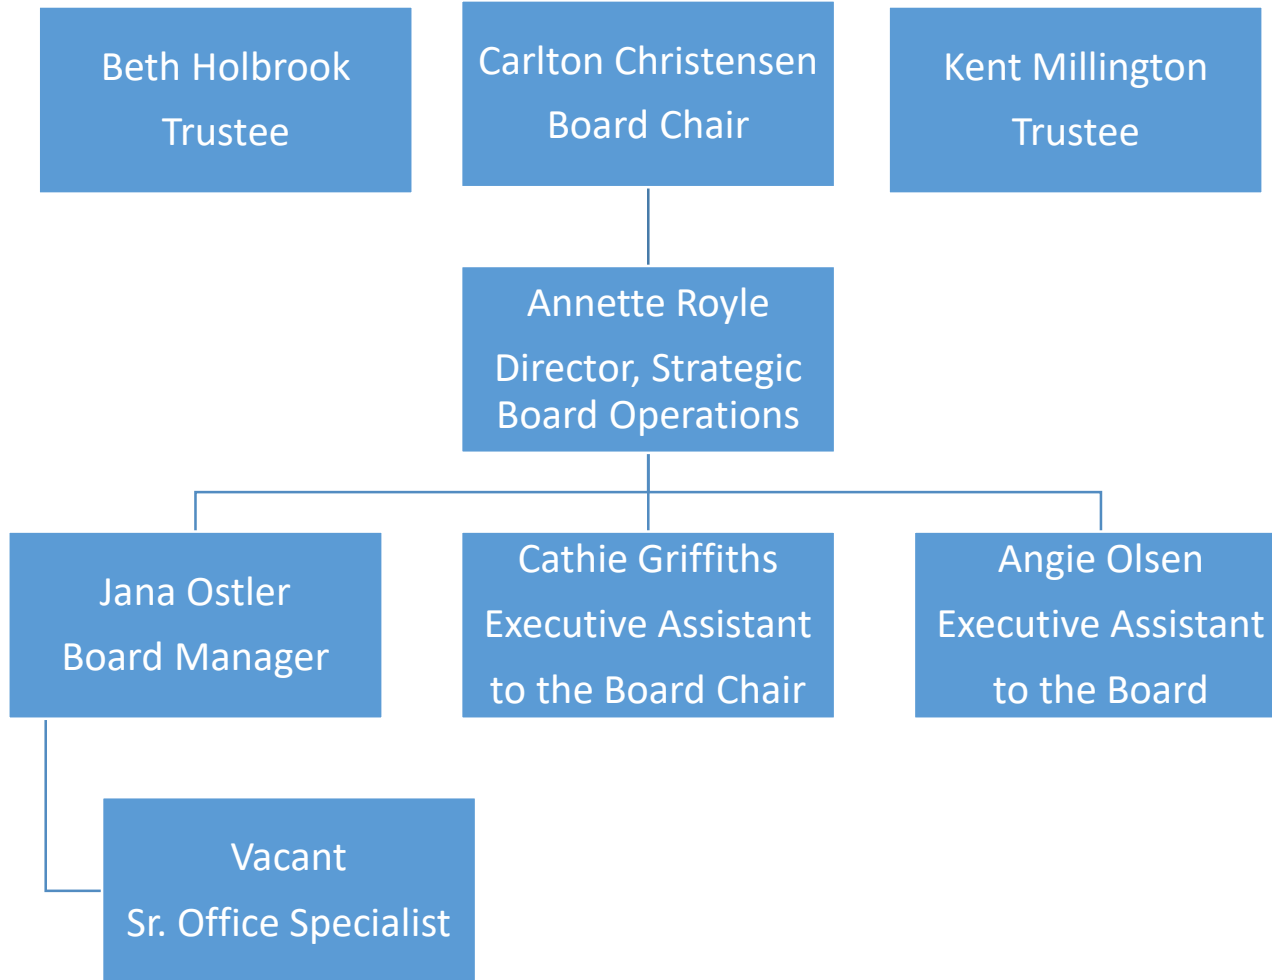 Beth Holbrook
Trustee
Carlton Christensen
Board Chair
Kent Millington
Trustee
Annette Royle
Director, Strategic
Board Operations
Jana Ostler
Board Manager
Cathie Griffiths
Executive Assistant
to the Board Chair
Angie Olsen
Executive Assistant
to the Board
Vacant
Sr. Office Specialist